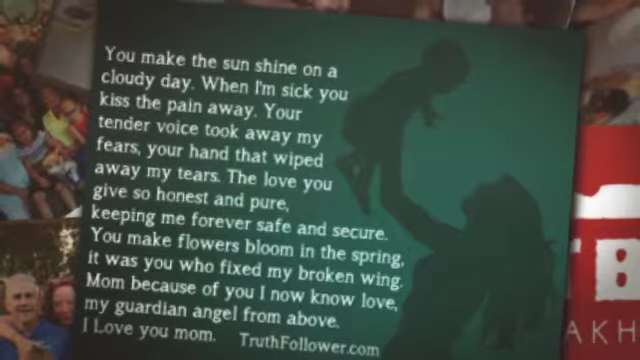 You make the sun shine on a
cloudy day. When I'm sick you
kiss the pain away. Your
tender voice took away my
fears, your hand that wiped
away my tears. The love you
give so honest and pure,
keeping me forever safe and secure.
You make flowers bloom in the spring,
it was you who fixed my broken wing.
Mom because of you I now know love,
my guardian angel from above.
I Love you mom. TruthFollower.com
TB
AKH